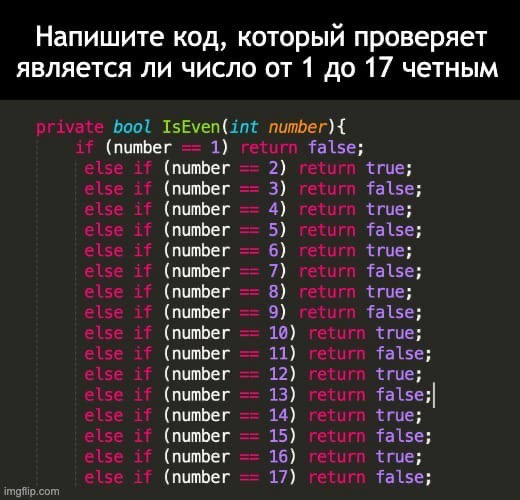 Напишите код, который проверяет
является ли число от 1 до 17 четным
private bool IsEven(int number){
if (number == 1) return false;
else if (number == 2) return true;
else if (number == 3) return false;
else if (number == 4) return true;
else if (number == 5) return false;
else if (number == 6) return true;
else if (number == 7) return false;
else if (number == 8) return true;
else if (number == 9) return false;
else if (number == 10) return true;
else if (number == 11) return false;
else if (number == 12) return true;
else if (number == 13) return false;
else if (number == 14) return true;
else if (number == 15) return false;
else if (number == 16) return true;
else if (number == 17) return false;
imgflip.com